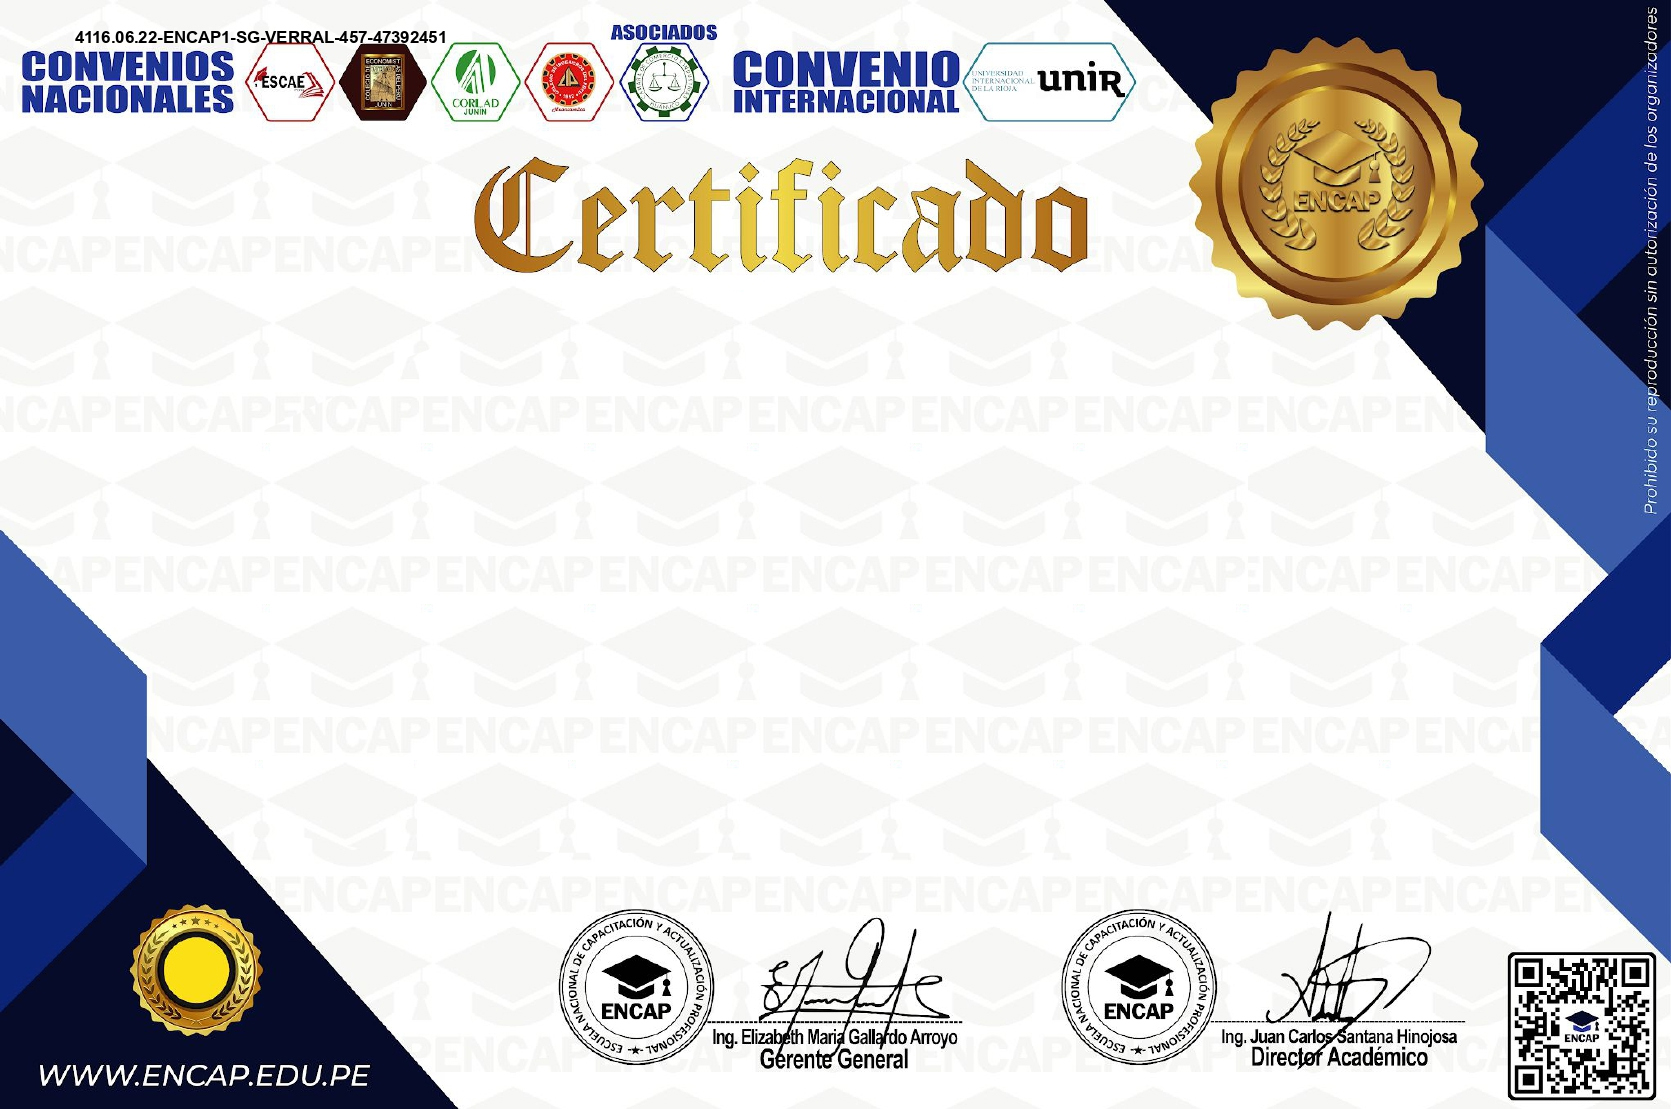 4116.06.22-ENCAP1-SG-VERRAL-457-47392451
ASOCIADOS
CONVENIOS
NACIONALES
ESCAE
ECONOMIST
JUNIN
CORLAD
JUNIN
CONVENIO
INTERNACIONAL
UNIVERSIDAD
INTERNACIONAL
DE LA RIOJA
unir
Certificado
ENCAP
Prohibido su reproducción sin autorización de los organizadores
ESCUELA NACIONAL DE CAPACITACIÓN Y ACTUALIZACIÓN PROFESIONAL
ENCAP
Ing. Elizabeth Maria Gallardo Arroyo
Gerente General
ESCUELA NACIONAL DE CAPACITACIÓN Y ACTUALIZACIÓN PROFESIONAL
ENCAP
Ing. Juan Carlos Santana Hinojosa
Director Académico
ENCAP
WWW.ENCAP.EDU.PE